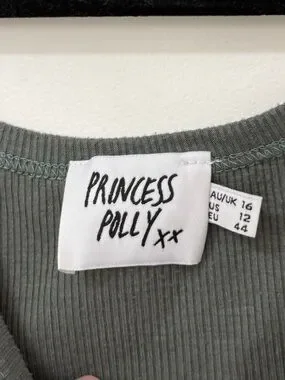 PRINCESS
POLLY xx
AU/UK 16
US 12
EU 44